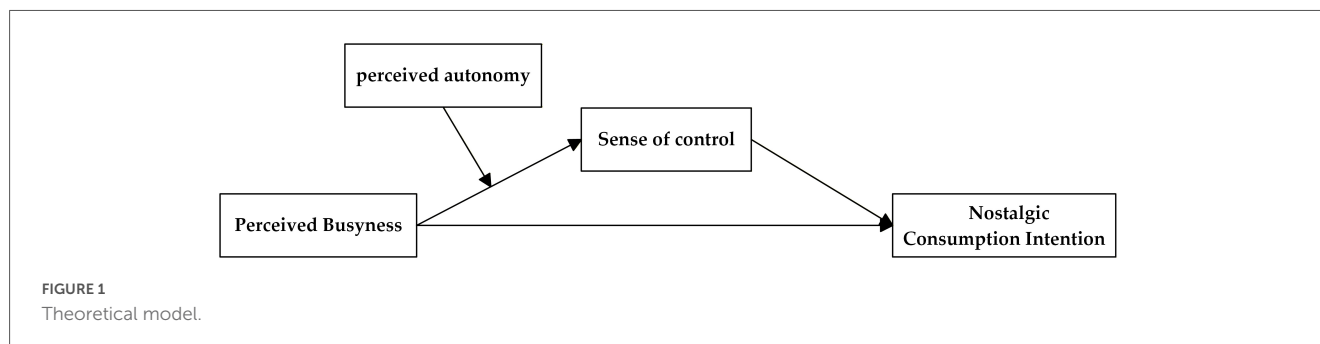 perceived autonomy
Sense of control
Perceived Busyness
Nostalgic
Consumption Intention
FIGURE 1
Theoretical model.